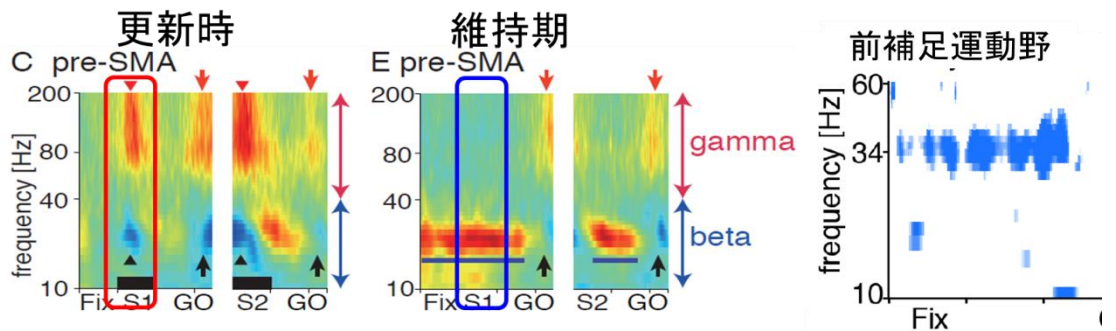 更新時
維持期
前補足運動野
C pre-SMA
E pre-SMA
frequency [Hz]
200
80
40
10
Fix S1 GO
S2 GO
200
80
40
10
Fix S1 GO
S2 GO
gamma
beta
frequency [Hz]
60
34
10
Fix